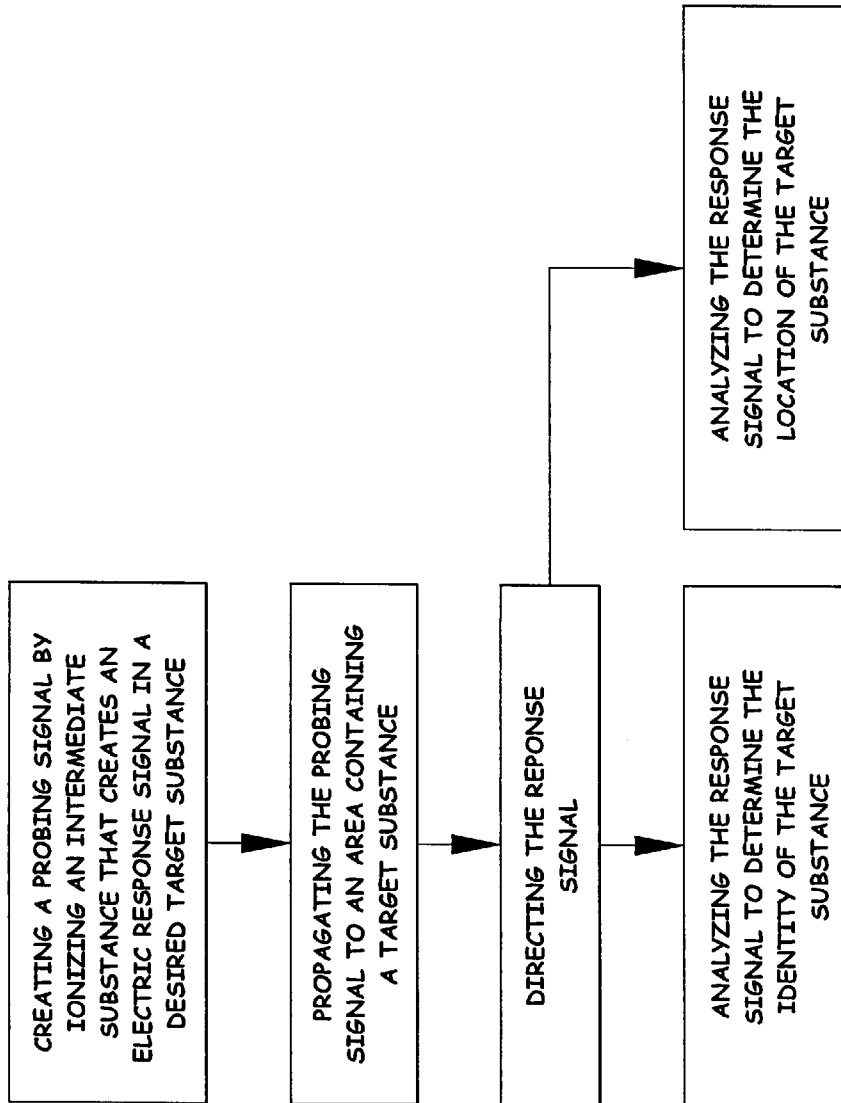 CREATING A PROBING SIGNAL BY
IONIZING AN INTERMEDIATE
SUBSTANCE THAT CREATES AN
ELECTRIC RESPONSE SIGNAL IN A
DESIRED TARGET SUBSTANCE
PROPAGATING THE PROBING
SIGNAL TO AN AREA CONTAINING
A TARGET SUBSTANCE
DIRECTING THE REPONSE
SIGNAL
ANALYZING THE RESPONSE
SIGNAL TO DETERMINE THE
IDENTITY OF THE TARGET
SUBSTANCE
ANALYZING THE RESPONSE
SIGNAL TO DETERMINE THE
LOCATION OF THE TARGET
SUBSTANCE